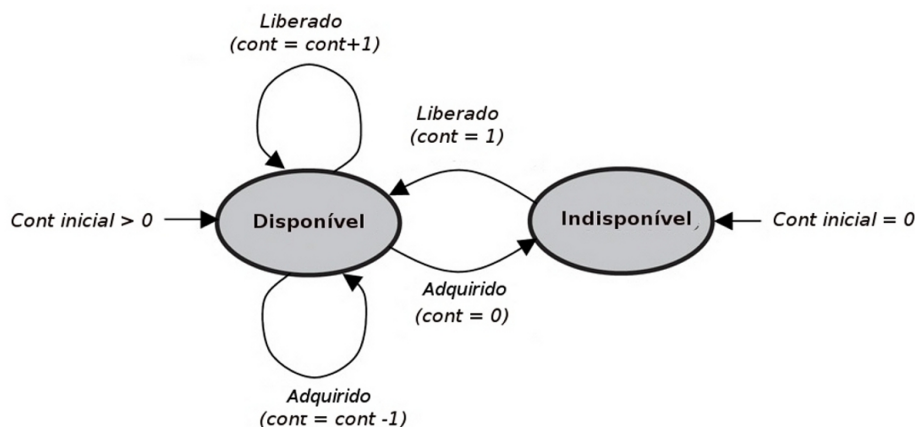 Liberado
(cont = cont+1)
Liberado
(cont = 1)
Cont inicial > 0
Disponível
Indisponível
Cont inicial = 0
Adquirido
(cont = 0)
Adquirido
(cont = cont -1)